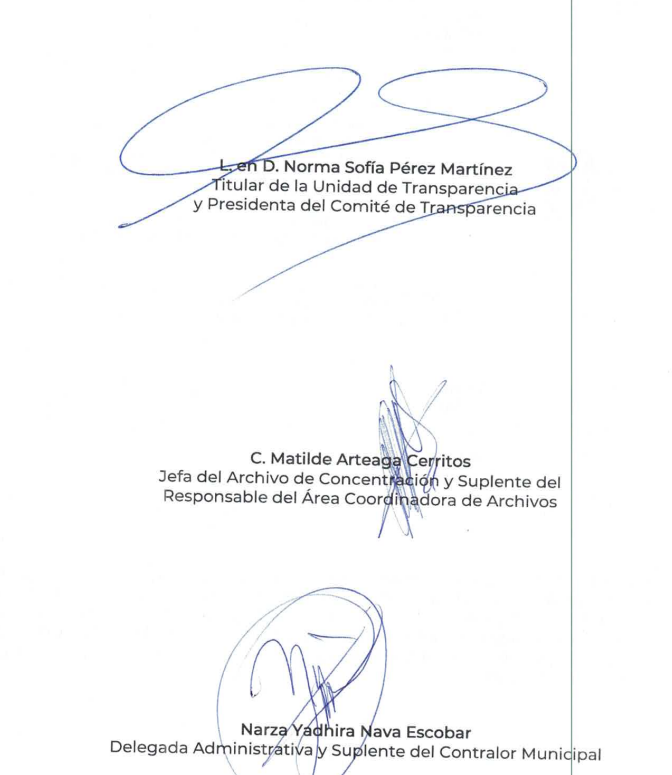 L. en D. Norma Sofía Pérez Martínez
Titular de la Unidad de Transparencia
y Presidenta del Comité de Transparencia
C. Matilde Arteaga Cerritos
Jefa del Archivo de Concentración y Suplente del
Responsable del Área Coordinadora de Archivos
Narza Yadhira Nava Escobar
Delegada Administrativa y Suplente del Contralor Municipal